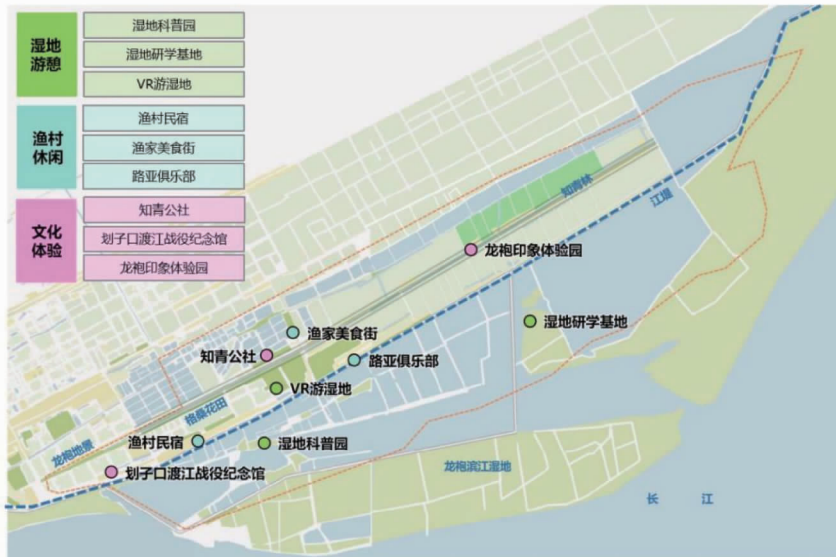 湿地
游憩
湿地科普园
湿地研学基地
VR游湿地
渔村
休闲
渔村民宿
渔家美食街
路亚俱乐部
文化
体验
知青公社
划子口渡江战役纪念馆
龙袍印象体验园
知青林
江堤
龙袍印象体验园
湿地研学基地
渔家美食街
知青公社
路亚俱乐部
VR游湿地
格桑花田
渔村民宿
湿地科普园
龙袍地景
划子口渡江战役纪念馆
龙袍滨江湿地
长 江